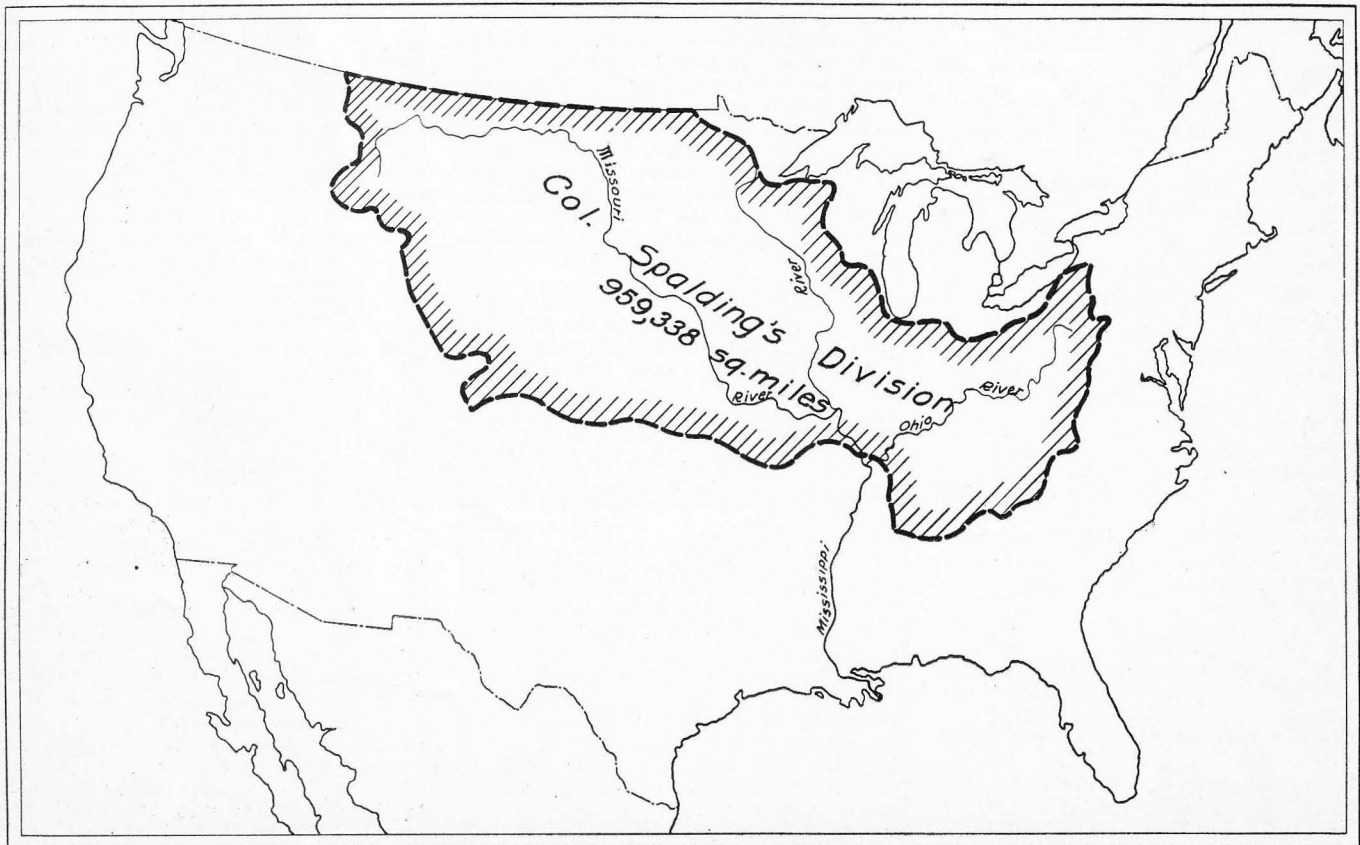 Missouri
Col. Spalding's Division
959,338 sq. miles
River
River
Ohio River
Mississippi